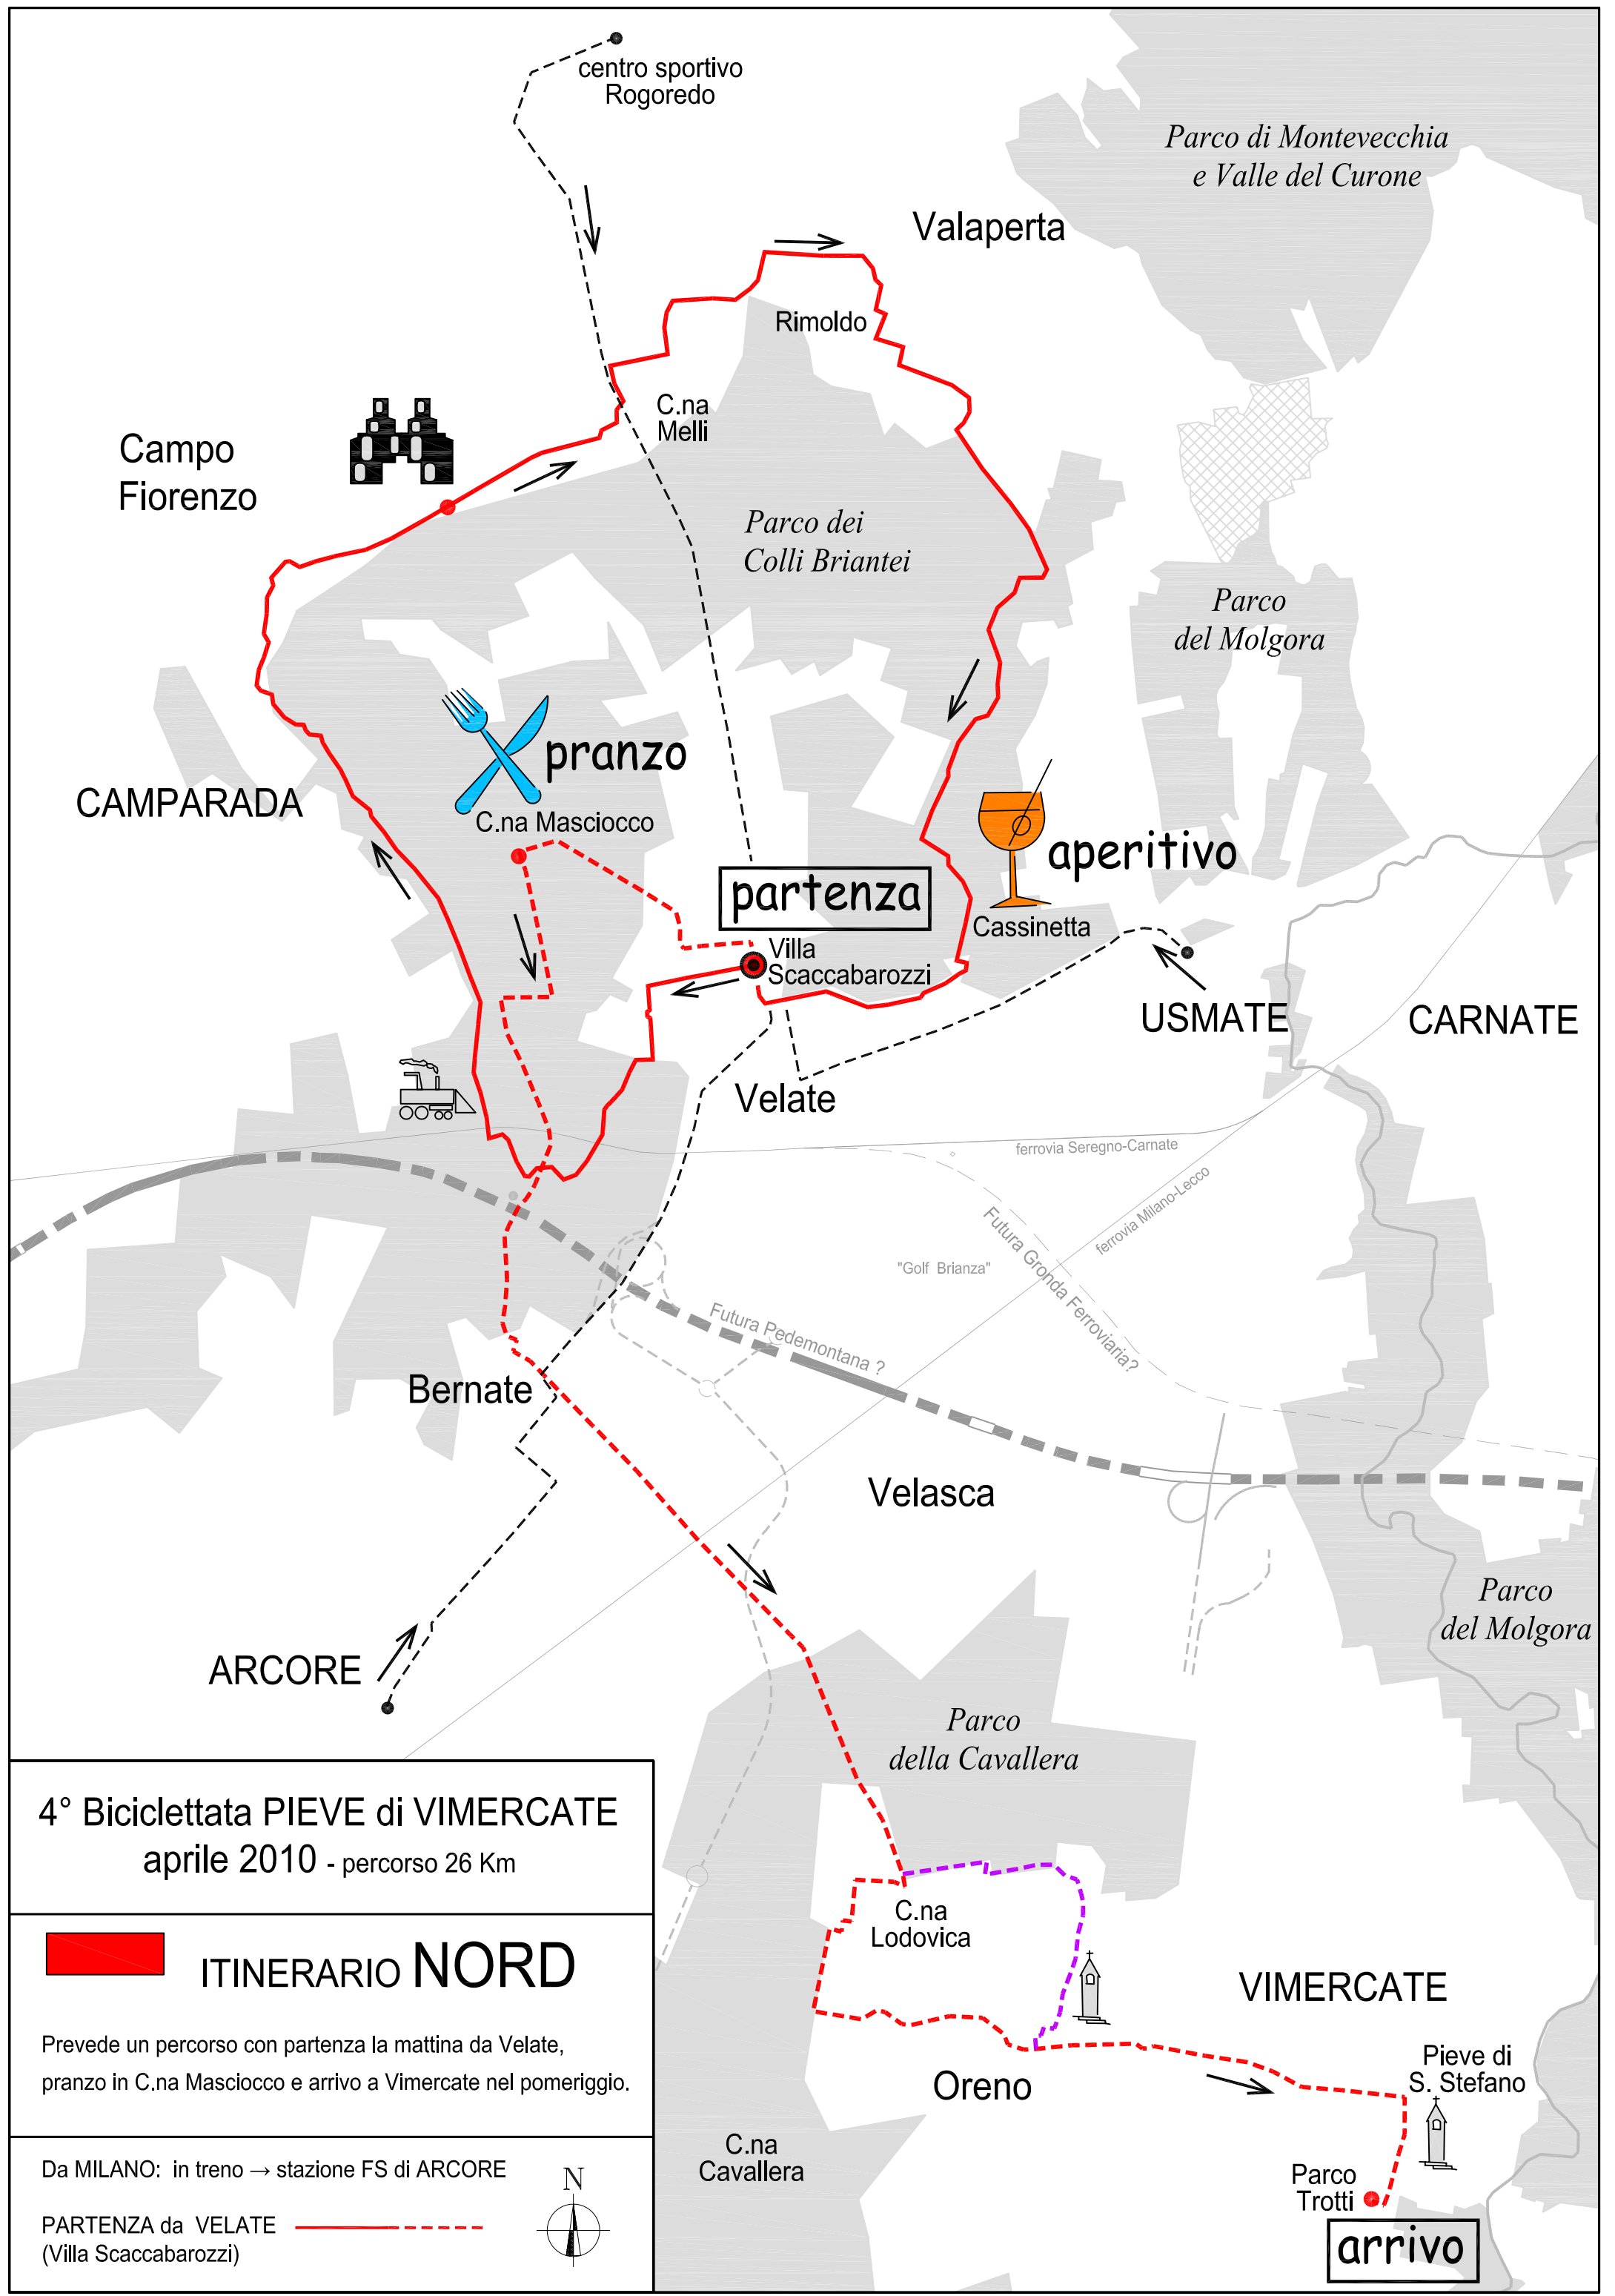 centro sportivo
Rogoredo
Parco di Montevecchia
e Valle del Curone
Valaperta
Rimoldo
C.na
Melli
Campo
Fiorenzo
Parco dei
Colli Briantei
Parco
del Molgora
pranzo
CAMPARADA
C.na Masciocco
aperitivo
partenza
Cassinetta
Villa
Scaccabarozzi
USMATE
CARNATE
Velate
ferrovia Seregno-Carnate
ferrovia Milano-Lecco
Futura Gronda Ferroviaria?
"Golf Brianza"
Futura Pedemontana ?
Bernate
Velasca
Parco
del Molgora
ARCORE
Parco
della Cavallera
4° Biciclettata PIEVE di VIMERCATE
aprile 2010 - percorso 26 Km
C.na
Lodovica
ITINERARIO NORD
VIMERCATE
Prevede un percorso con partenza la mattina da Velate,
pranzo in C.na Masciocco e arrivo a Vimercate nel pomeriggio.
Pieve di
S. Stefano
Oreno
C.na
Cavallera
Da MILANO: in treno → stazione FS di ARCORE
N
Parco
Trotti
PARTENZA da VELATE
(Villa Scaccabarozzi)
arrivo